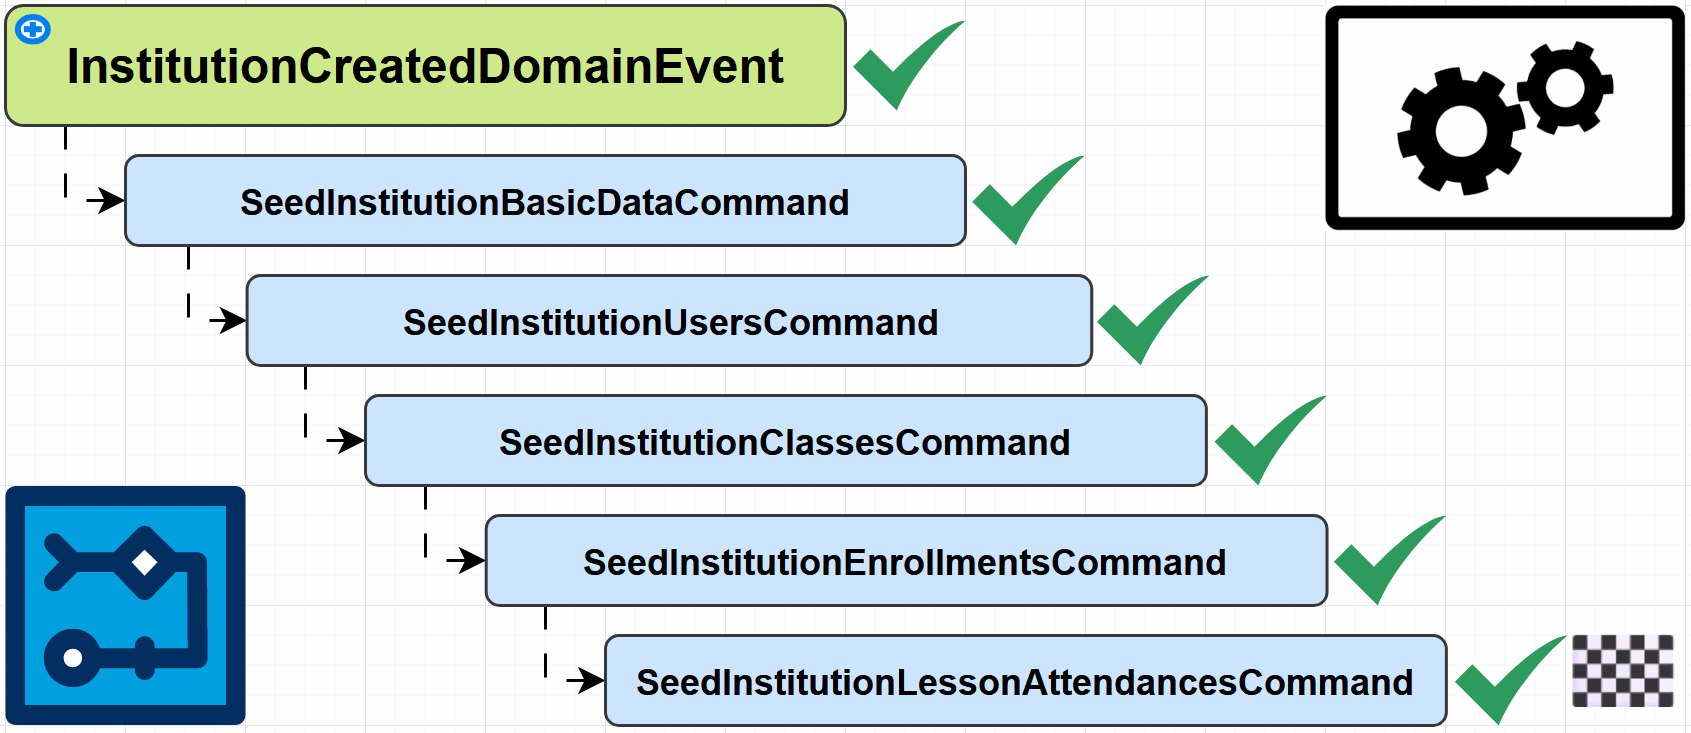 InstitutionCreatedDomainEvent
SeedInstitutionBasicDataCommand
SeedInstitutionUsersCommand
SeedInstitutionClassesCommand
SeedInstitutionEnrollmentsCommand
SeedInstitutionLessonAttendancesCommand